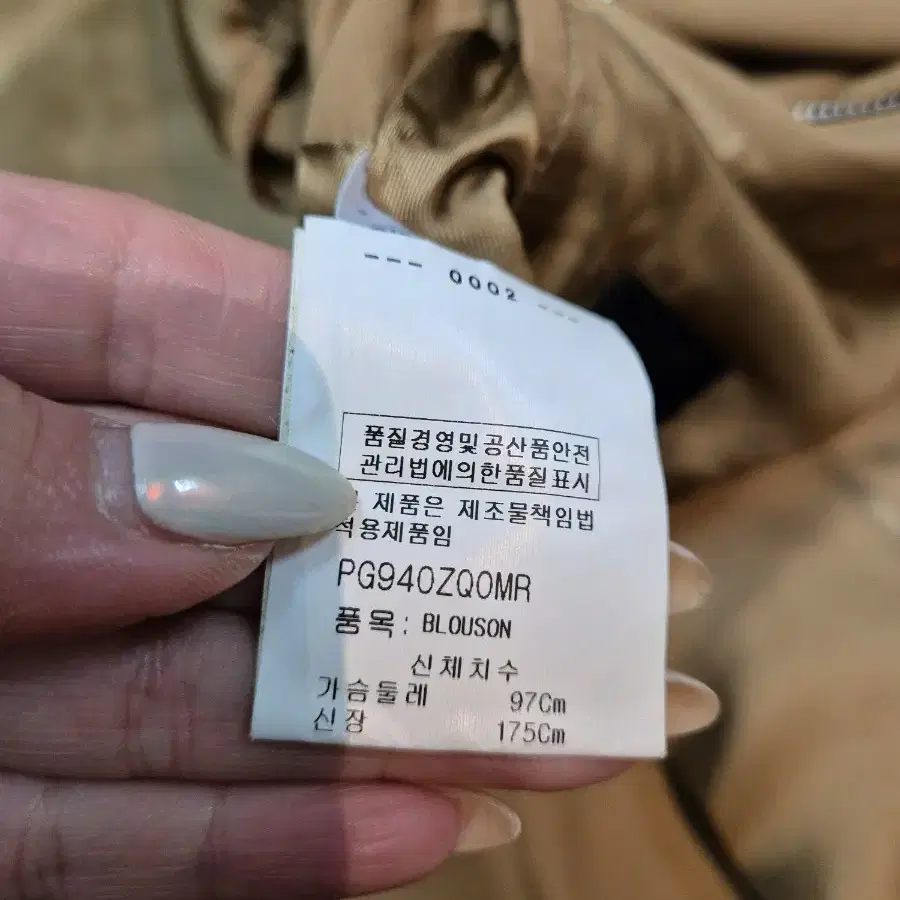 --- 0002 ---
품질경영및공산품안전
관리법에의한품질표시
제품은 제조물책임법
적용제품임
PG940ZQ0MR
품목: BLOUSON
신체치수
가슴둘레 97Cm
신장 175Cm